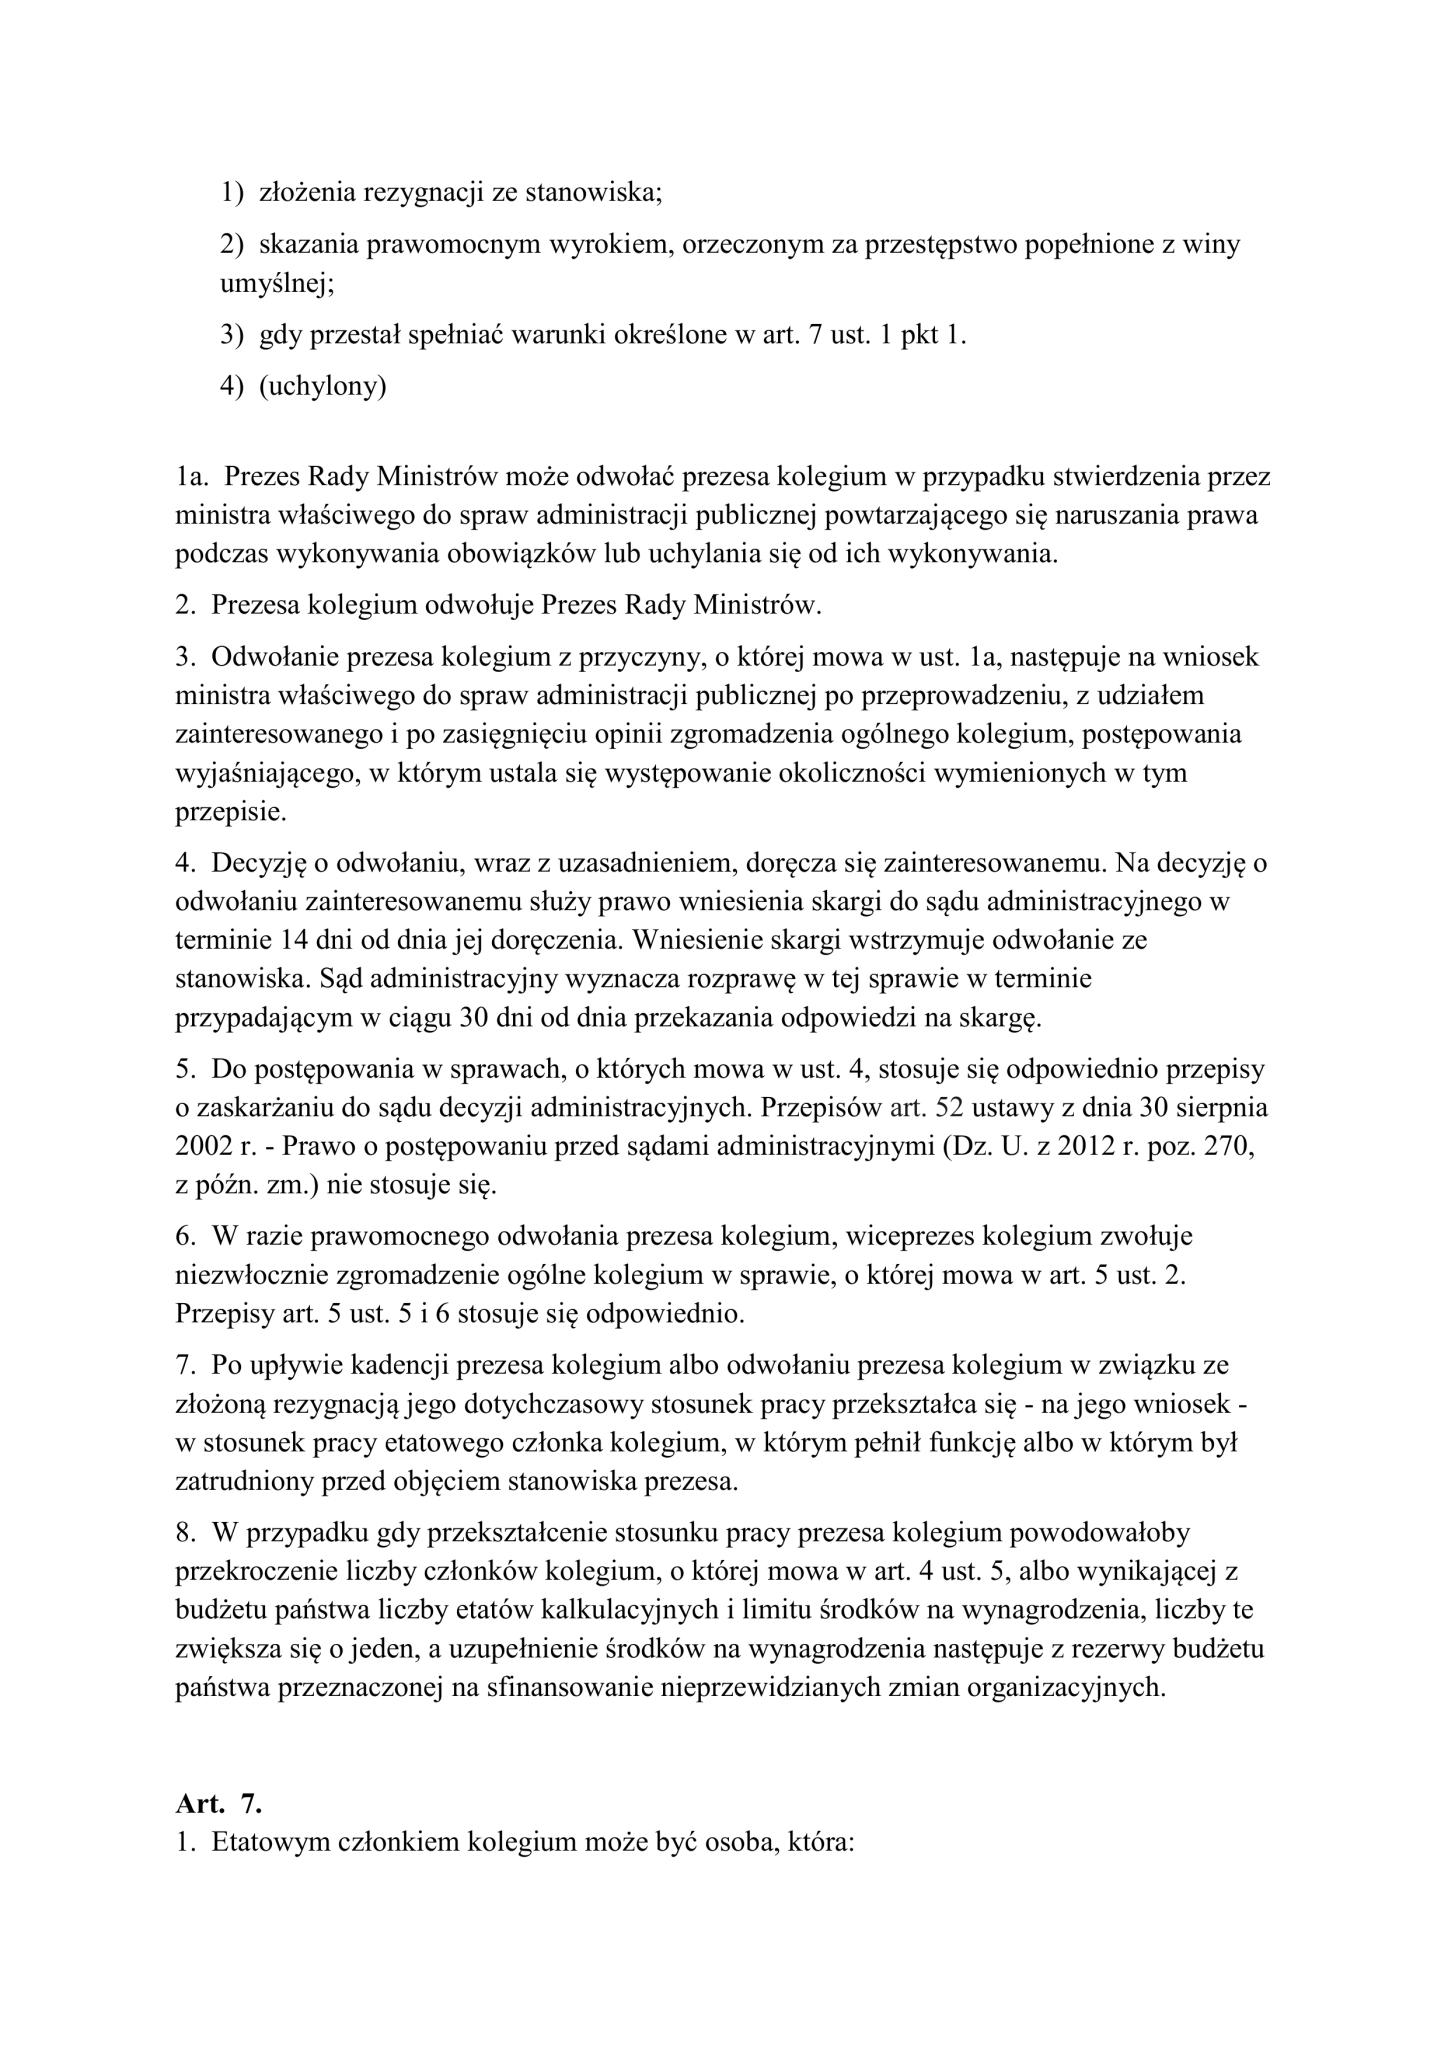 1) złożenia rezygnacji ze stanowiska;
2) skazania prawomocnym wyrokiem, orzeczonym za przestępstwo popełnione z winy
umyślnej;
3) gdy przestał spełniać warunki określone w art. 7 ust. 1 pkt 1.
4) (uchylony)
1a. Prezes Rady Ministrów może odwołać prezesa kolegium w przypadku stwierdzenia przez
ministra właściwego do spraw administracji publicznej powtarzającego się naruszania prawa
podczas wykonywania obowiązków lub uchylania się od ich wykonywania.
2. Prezesa kolegium odwołuje Prezes Rady Ministrów.
3. Odwołanie prezesa kolegium z przyczyny, o której mowa w ust. 1a, następuje na wniosek
ministra właściwego do spraw administracji publicznej po przeprowadzeniu, z udziałem
zainteresowanego i po zasięgnięciu opinii zgromadzenia ogólnego kolegium, postępowania
wyjaśniającego, w którym ustala się występowanie okoliczności wymienionych w tym
przepisie.
4. Decyzję o odwołaniu, wraz z uzasadnieniem, doręcza się zainteresowanemu. Na decyzję o
odwołaniu zainteresowanemu służy prawo wniesienia skargi do sądu administracyjnego w
terminie 14 dni od dnia jej doręczenia. Wniesienie skargi wstrzymuje odwołanie ze
stanowiska. Sąd administracyjny wyznacza rozprawę w tej sprawie w terminie
przypadającym w ciągu 30 dni od dnia przekazania odpowiedzi na skargę.
5. Do postępowania w sprawach, o których mowa w ust. 4, stosuje się odpowiednio przepisy
o zaskarżaniu do sądu decyzji administracyjnych. Przepisów art. 52 ustawy z dnia 30 sierpnia
2002 r. - Prawo o postępowaniu przed sądami administracyjnymi (Dz. U. z 2012 r. poz. 270,
z późn. zm.) nie stosuje się.
6. W razie prawomocnego odwołania prezesa kolegium, wiceprezes kolegium zwołuje
niezwłocznie zgromadzenie ogólne kolegium w sprawie, o której mowa w art. 5 ust. 2.
Przepisy art. 5 ust. 5 i 6 stosuje się odpowiednio.
7. Po upływie kadencji prezesa kolegium albo odwołaniu prezesa kolegium w związku ze
złożoną rezygnacją jego dotychczasowy stosunek pracy przekształca się - na jego wniosek -
w stosunek pracy etatowego członka kolegium, w którym pełnił funkcję albo w którym był
zatrudniony przed objęciem stanowiska prezesa.
8. W przypadku gdy przekształcenie stosunku pracy prezesa kolegium powodowałoby
przekroczenie liczby członków kolegium, o której mowa w art. 4 ust. 5, albo wynikającej z
budżetu państwa liczby etatów kalkulacyjnych i limitu środków na wynagrodzenia, liczby te
zwiększa się o jeden, a uzupełnienie środków na wynagrodzenia następuje z rezerwy budżetu
państwa przeznaczonej na sfinansowanie nieprzewidzianych zmian organizacyjnych.
Art. 7.
1. Etatowym członkiem kolegium może być osoba, która: